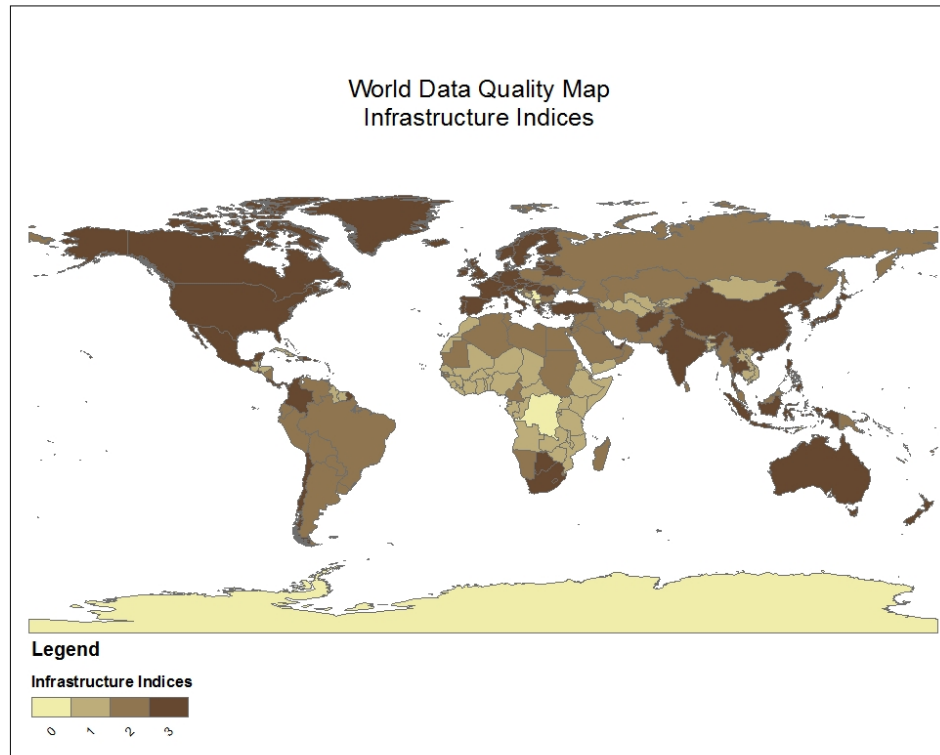 World Data Quality Map
Infrastructure Indices
Legend
Infrastructure Indices
0 1 2 3